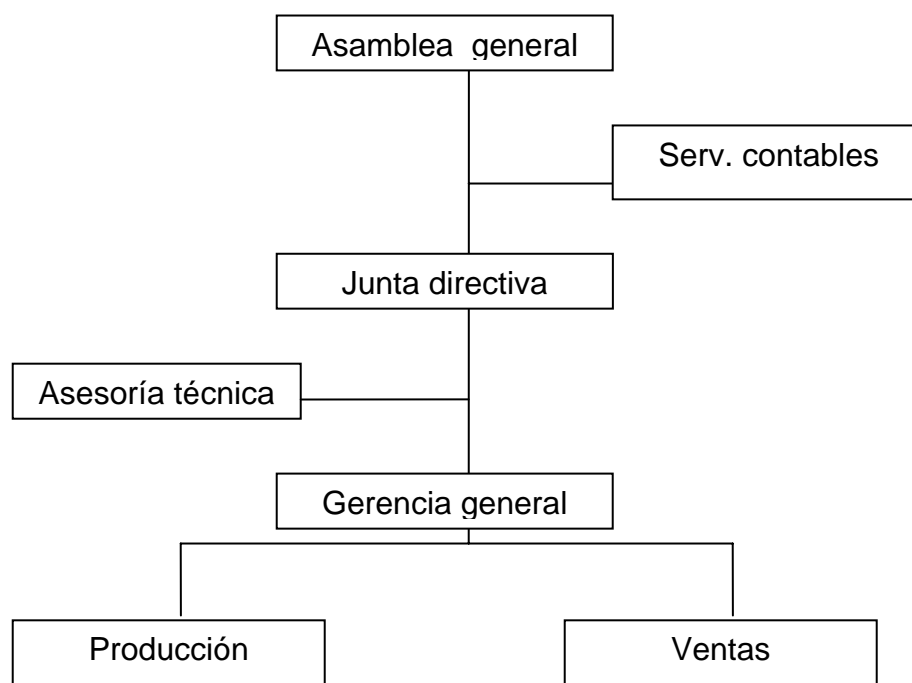 Asamblea general
Serv. contables
Junta directiva
Asesoría técnica
Gerencia general
Producción
Ventas